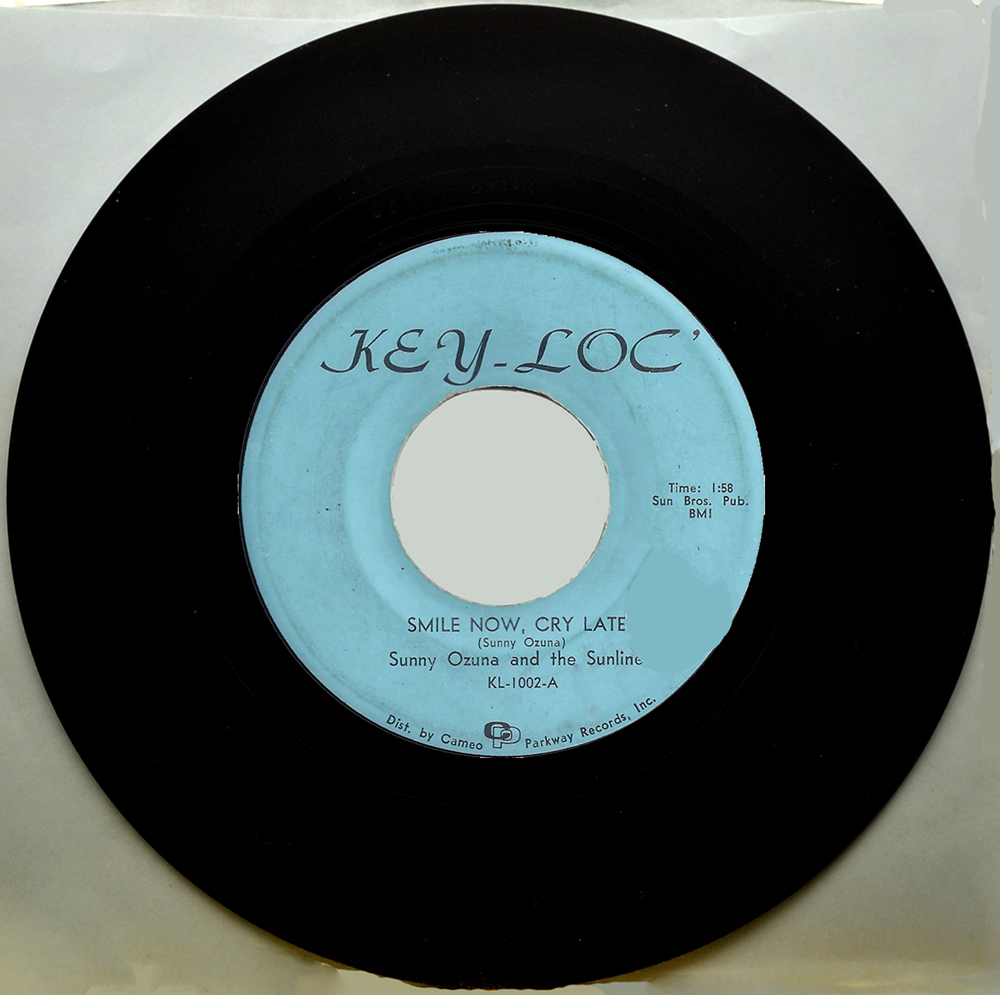 KEY-LOC'
Time: 1:58
Sun Bros. Pub.
BMI
SMILE NOW, CRY LATE
(Sunny Ozuna)
Sunny Ozuna and the Sunline
KL-1002-A
Dist. by Cameo CP Parkway Records, Inc.